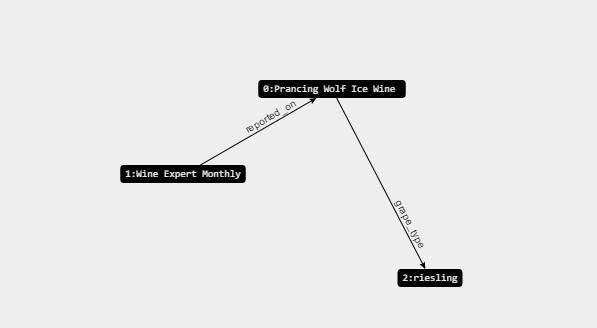 0:Prancing Wolf Ice Wine
reported_on
1:Wine Expert Monthly
grape_type
2:riesling